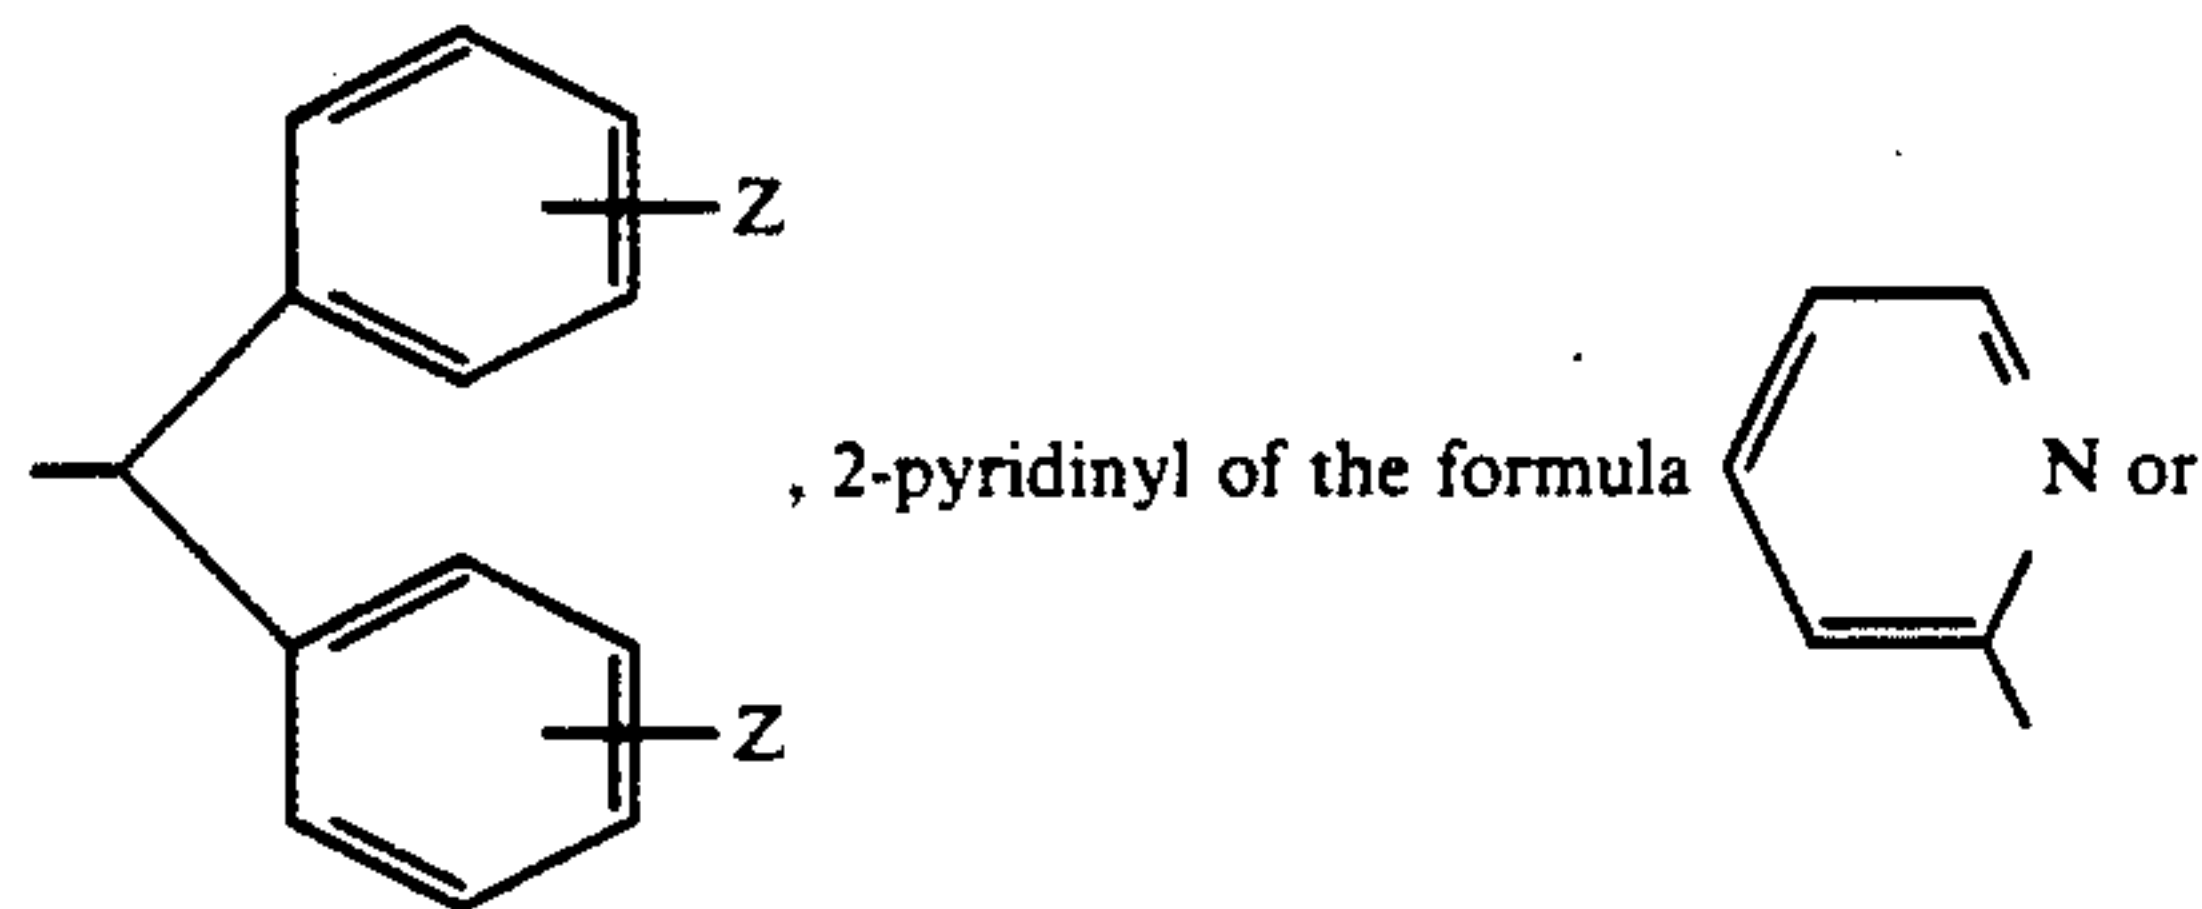 Z
, 2-pyridinyl of the formula N or
Z